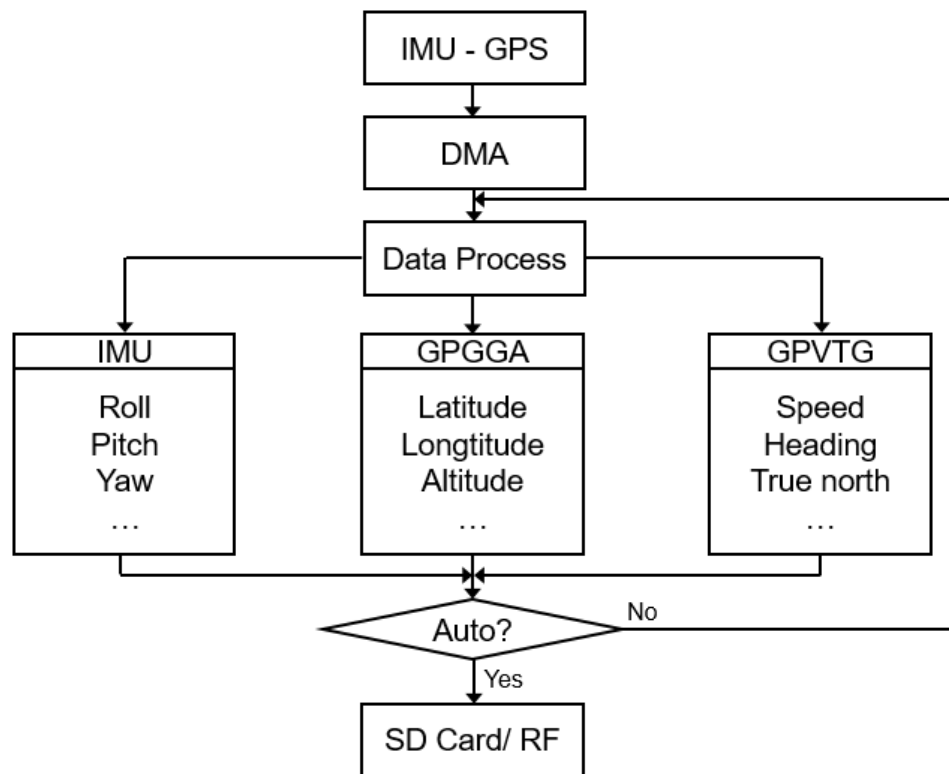 IMU - GPS
DMA
Data Process
IMU
Roll
Pitch
Yaw
...
GPGGA
Latitude
Longtitude
Altitude
...
GPVTG
Speed
Heading
True north
...
Auto?
No
Yes
SD Card/ RF